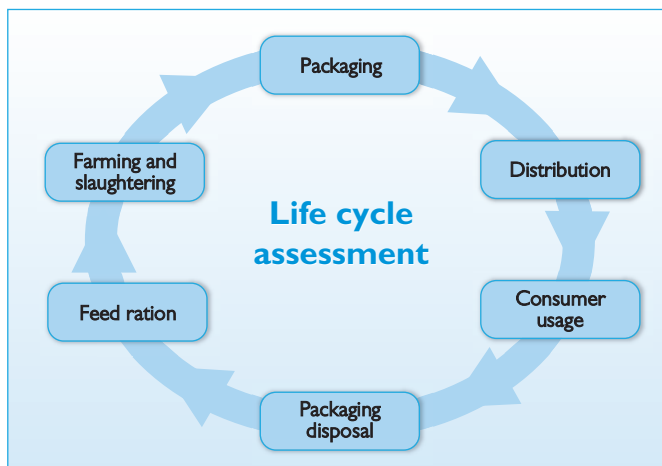 Packaging
Farming and
slaughtering
Distribution
Life cycle
assessment
Feed ration
Consumer
usage
Packaging
disposal